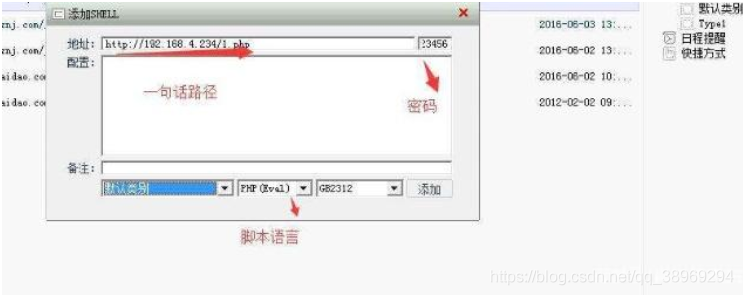 添加SHELL
默认类别
Type1
日程提醒
快捷方式
znj.com/
2016-06-03 13:...
地址: http://192.168.4.234/1.php 23456
znj.com/
2016-06-02 13:...
配置:
一句话路径
aidao.co
2016-06-02 10:...
密码
aidao.co
2012-02-02 09:...
备注:
默认类别 PHP(Eval) GB2312 添加
脚本语言
https://blog.csdn.net/qq_38969294